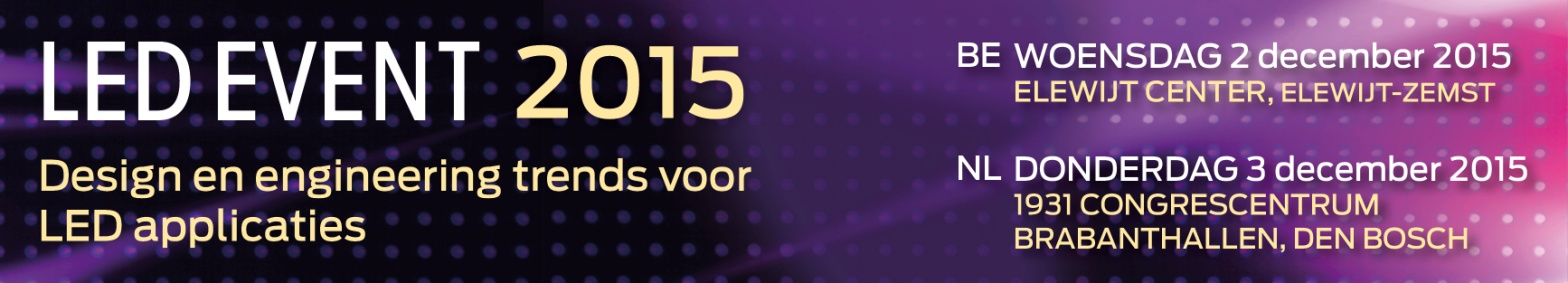 LED EVENT 2015
Design en engineering trends voor
LED applicaties
BE WOENSDAG 2 december 2015
ELEWIJT CENTER, ELEWIJT-ZEMST
NL DONDERDAG 3 december 2015
1931 CONGRESCENTRUM
BRABANTHALLEN, DEN BOSCH